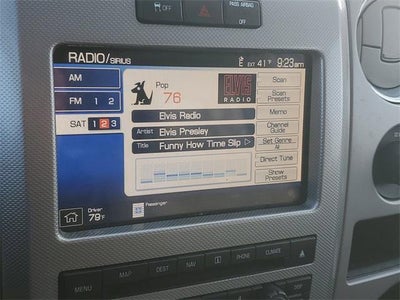 PASS AIRBAG
RADIO/SIRIUS
E EXT 41°F 9:23am
AM
FM 1 2
SAT 1 2 3
Pop
76
ELVIS
RADIO
Elvis Radio
Artist Elvis Presley
Title Funny How Time Slip
Scan
Scan Presets
Memo
Channel Guide
Set Genre
Direct Tune
Show Presets
Driver
79°F
Passenger
MENU
MAP
DEST
NAV
i
PHONE
CLIMATE
DISP